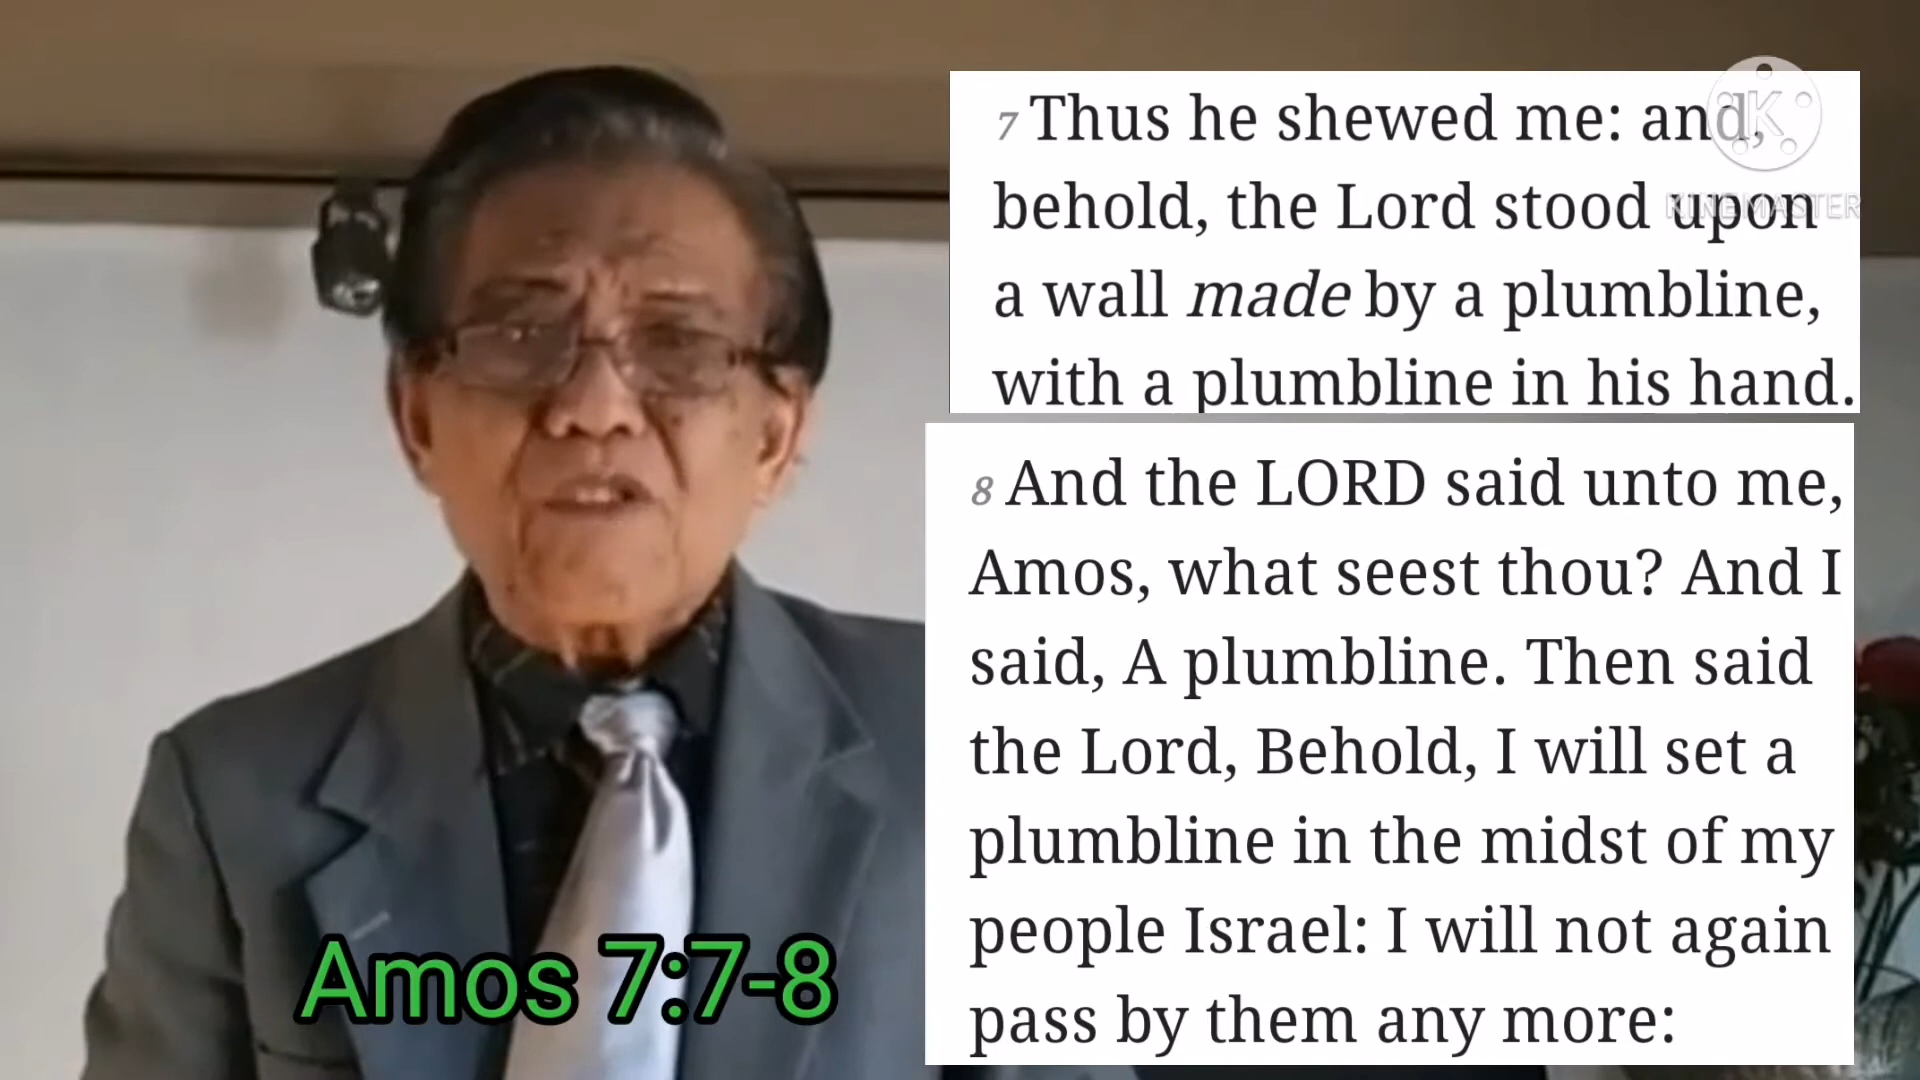 7 Thus he shewed me: and,
behold, the Lord stood upon
a wall made by a plumbline,
with a plumbline in his hand.
K
KINEMASTER
8 And the LORD said unto me,
Amos, what seest thou? And I
said, A plumbline. Then said
the Lord, Behold, I will set a
plumbline in the midst of my
people Israel: I will not again
pass by them any more:
Amos 7:7-8